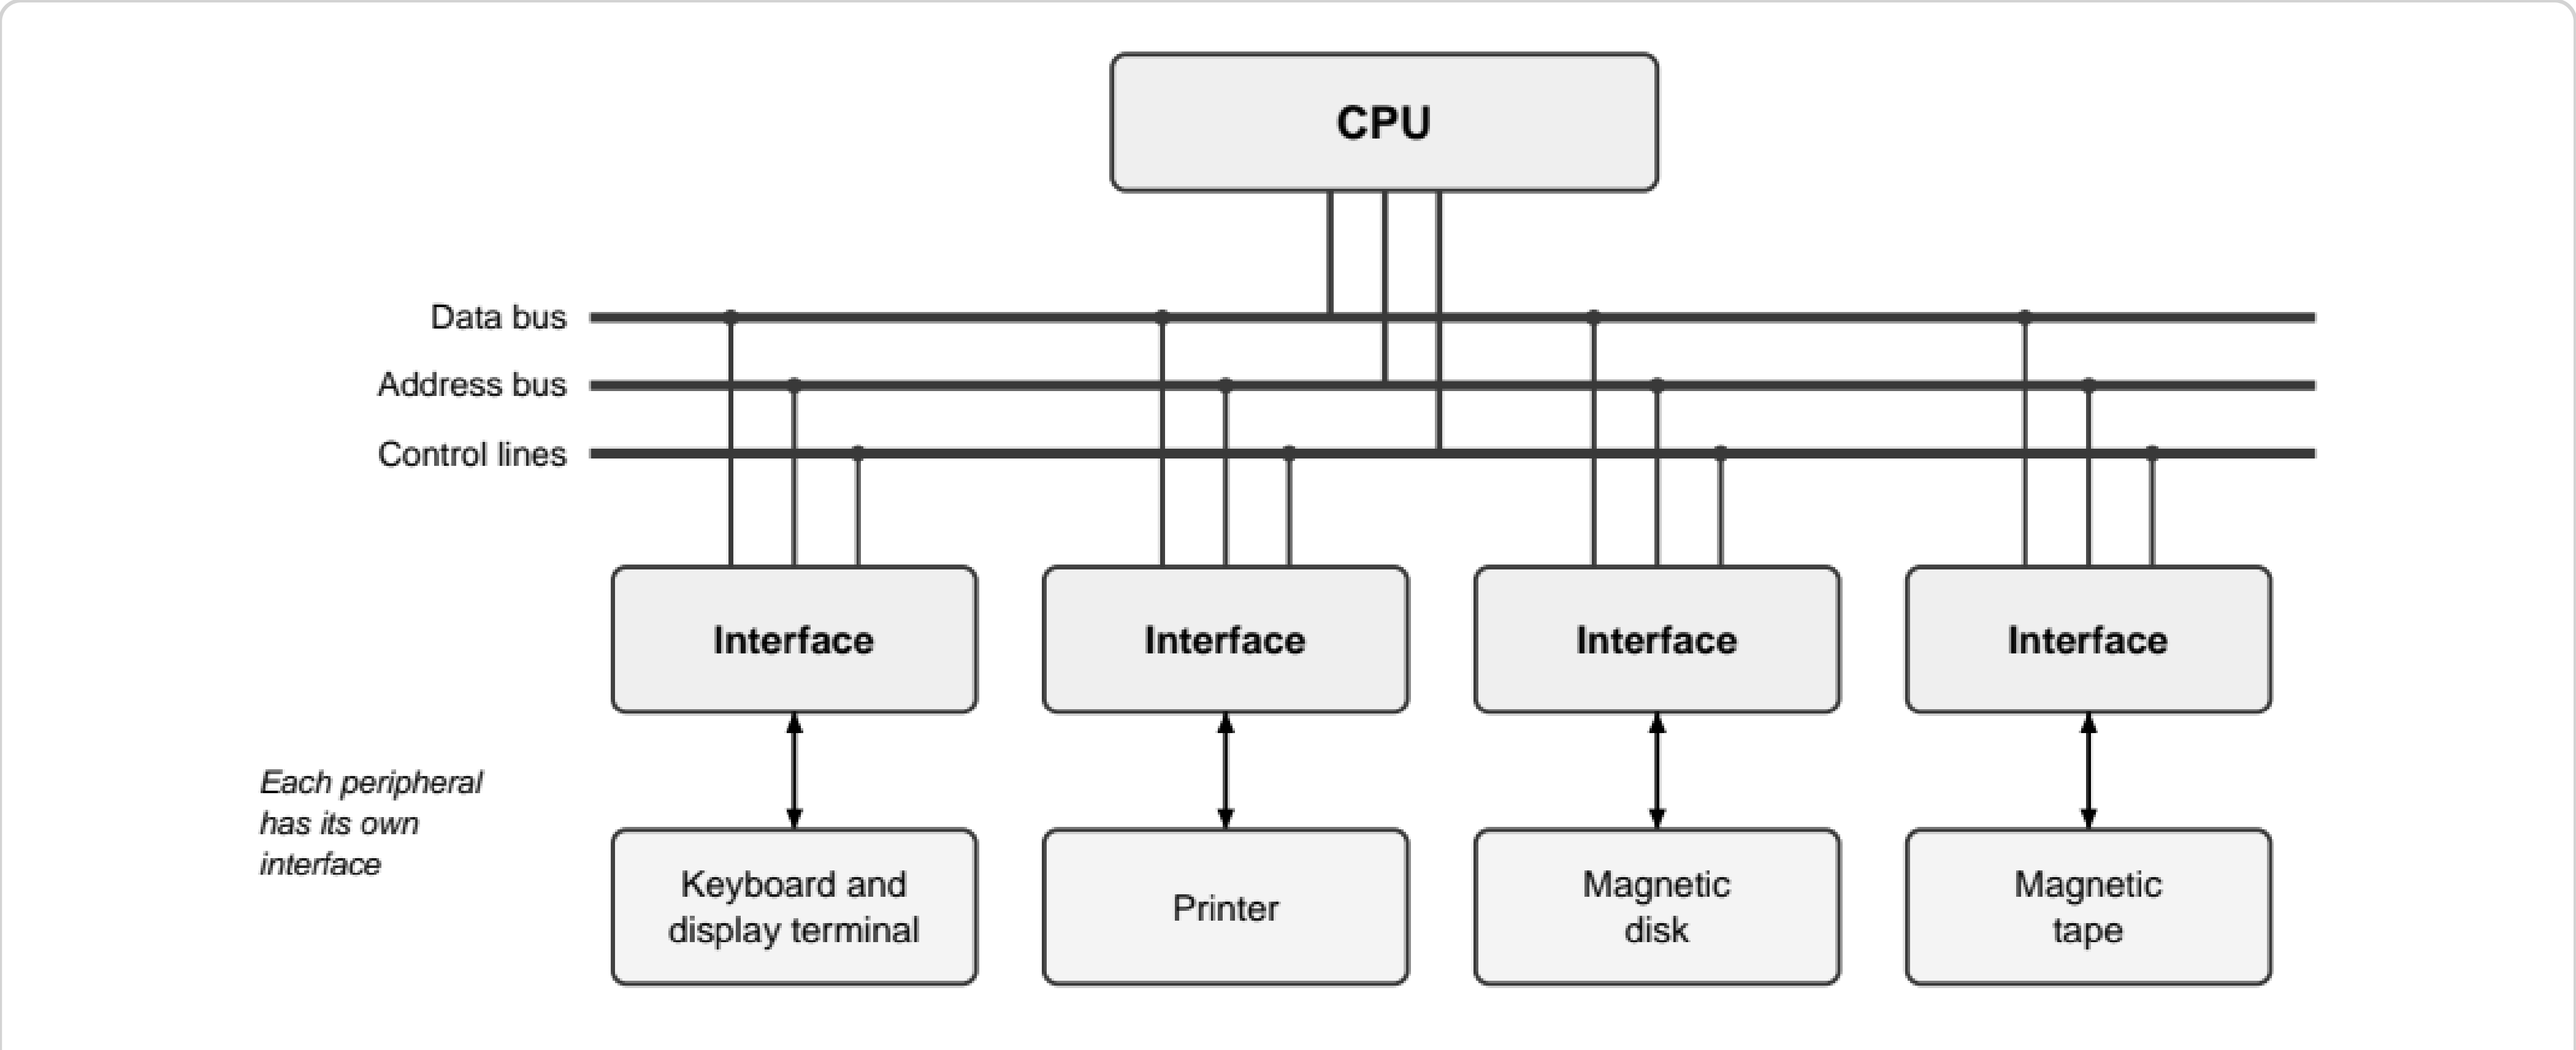 CPU
Data bus
Address bus
Control lines
Interface
Interface
Interface
Interface
Each peripheral
has its own
interface
Keyboard and
display terminal
Printer
Magnetic
disk
Magnetic
tape